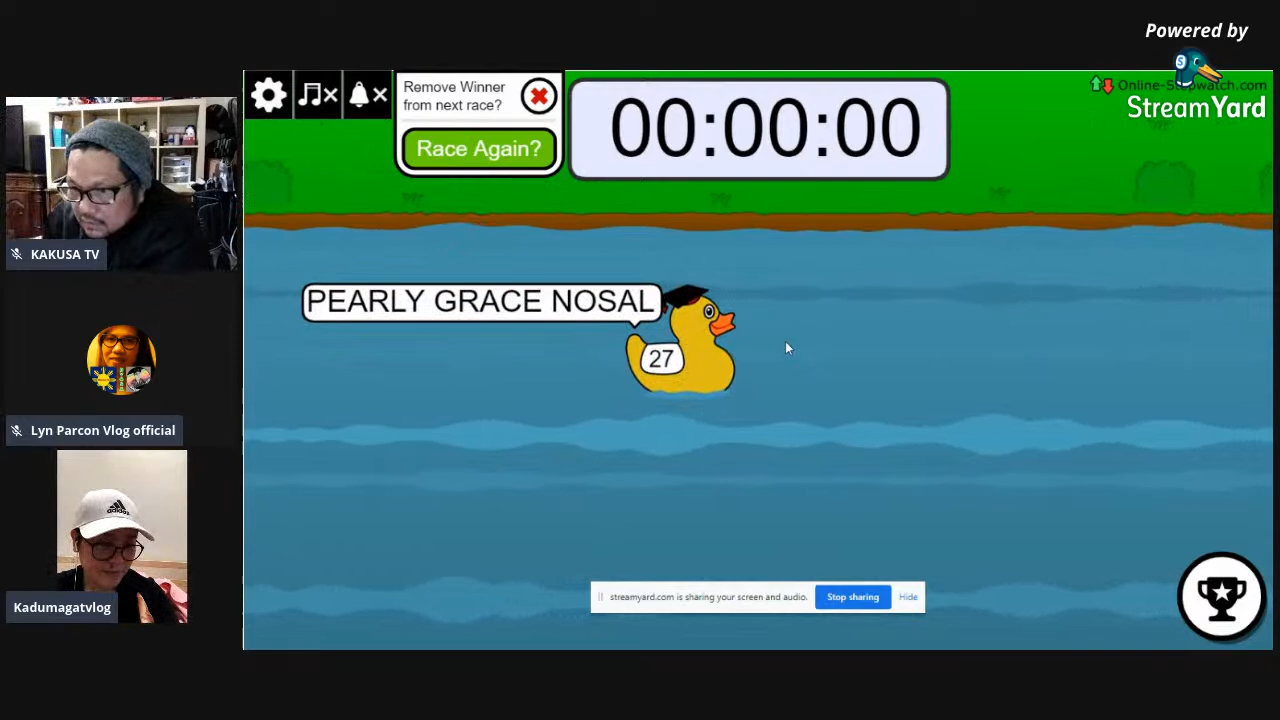 Powered by
Online-Stopwatch.com
StreamYard
Remove Winner
from next race?
Race Again?
00:00:00
KAKUSA TV
PEARLY GRACE NOSAL
27
Lyn Parcon Vlog official
adidas
Kadumagatvlog
streamyard.com is sharing your screen and audio.
Stop sharing
Hide